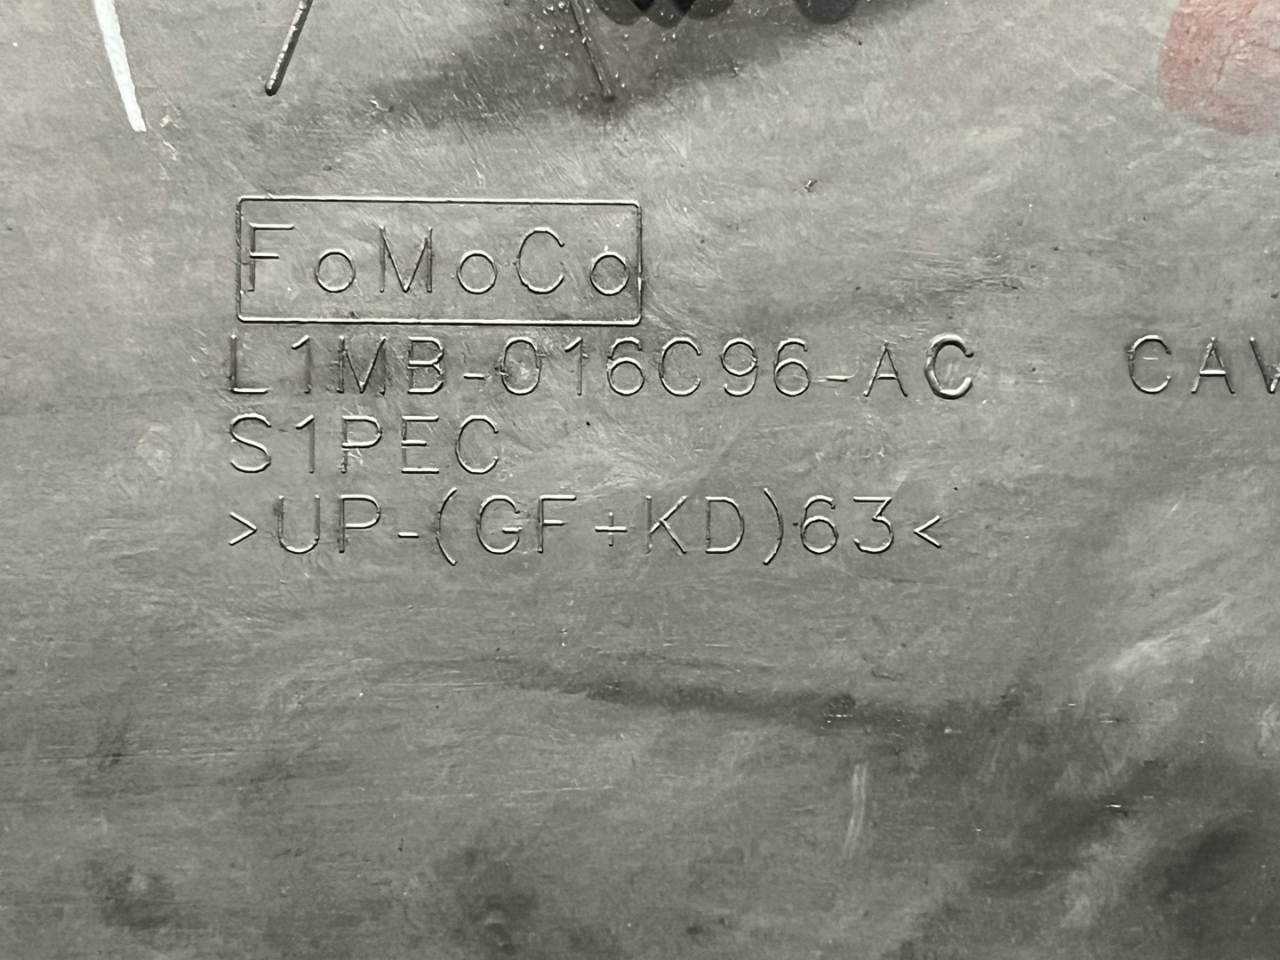 FoMoCo
L1MB-016C96-AC
S1PEC
>UP-(GF+KD)63<